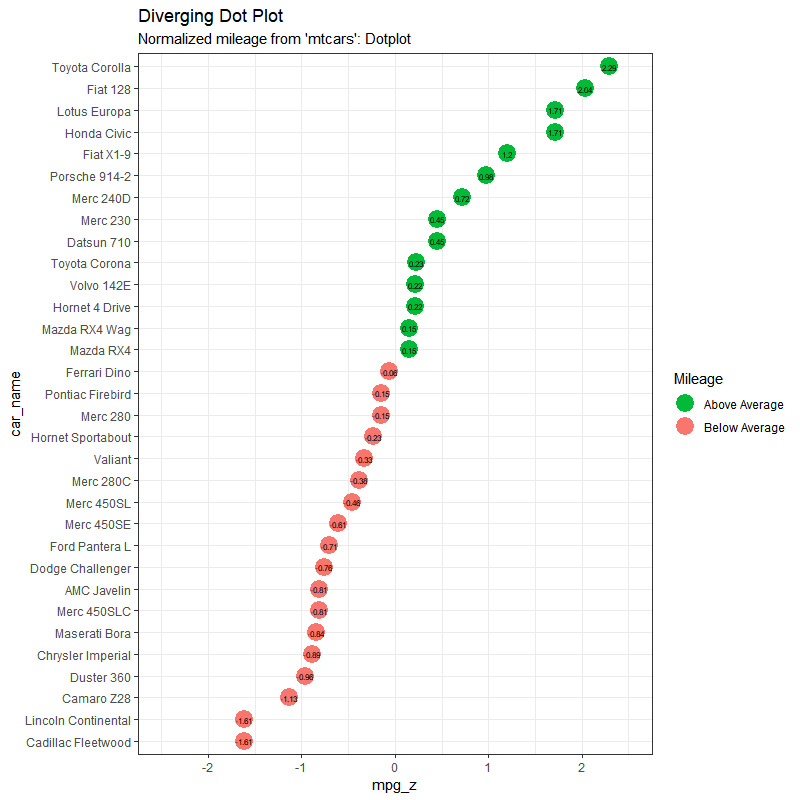 Diverging Dot Plot
Normalized mileage from 'mtcars': Dotplot
Toyota Corolla 2.29
Fiat 128 2.04
Lotus Europa 1.71
Honda Civic 1.71
Fiat X1-9 1.2
Porsche 914-2 0.98
Merc 240D 0.72
Merc 230 0.45
Datsun 710 0.45
Toyota Corona 0.23
Volvo 142E 0.22
Hornet 4 Drive 0.22
Mazda RX4 Wag 0.15
Mazda RX4 0.15
Ferrari Dino -0.06
Pontiac Firebird -0.15
Merc 280 -0.15
Hornet Sportabout -0.23
Valiant -0.33
Merc 280C -0.38
Merc 450SL -0.46
Merc 450SE -0.61
Ford Pantera L -0.71
Dodge Challenger -0.76
AMC Javelin -0.81
Merc 450SLC -0.81
Maserati Bora -0.84
Chrysler Imperial -0.89
Duster 360 -0.96
Camaro Z28 -1.13
Lincoln Continental -1.61
Cadillac Fleetwood -1.61
car_name
-2 -1 0 1 2
mpg_z
Mileage
Above Average
Below Average